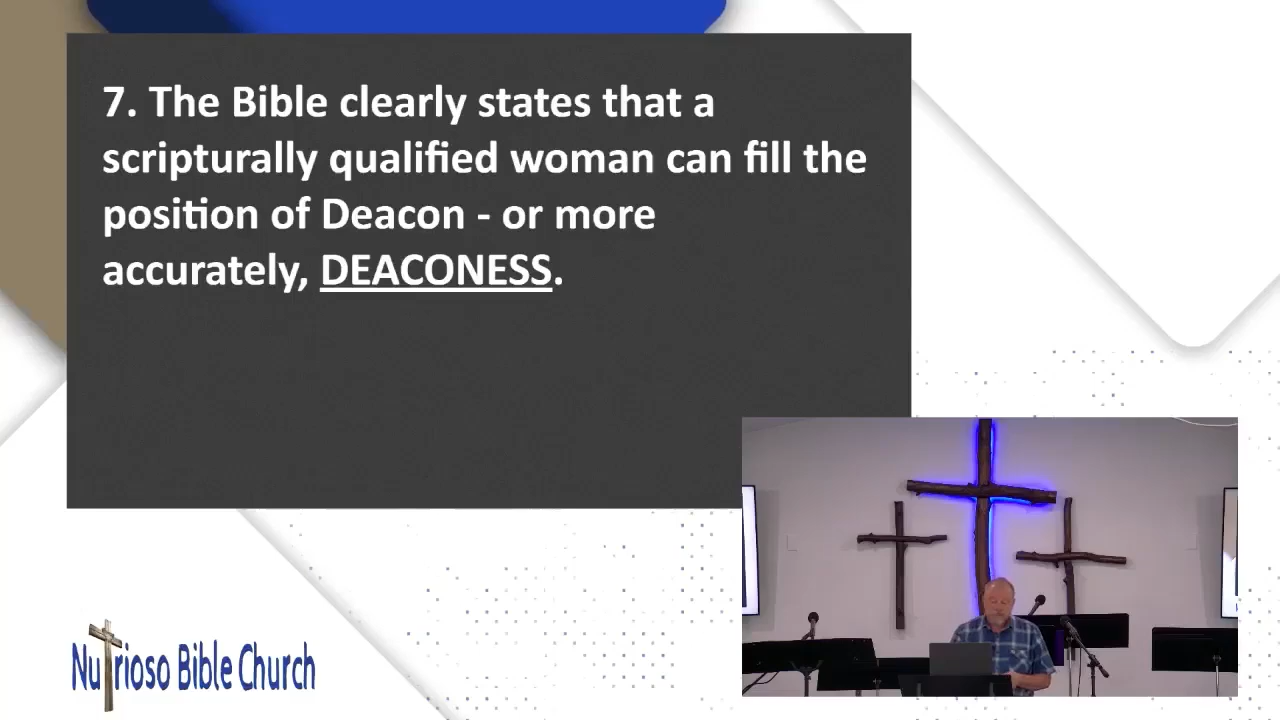 7. The Bible clearly states that a
scripturally qualified woman can fill the
position of Deacon - or more
accurately, DEACONESS.
Nutrioso Bible Church